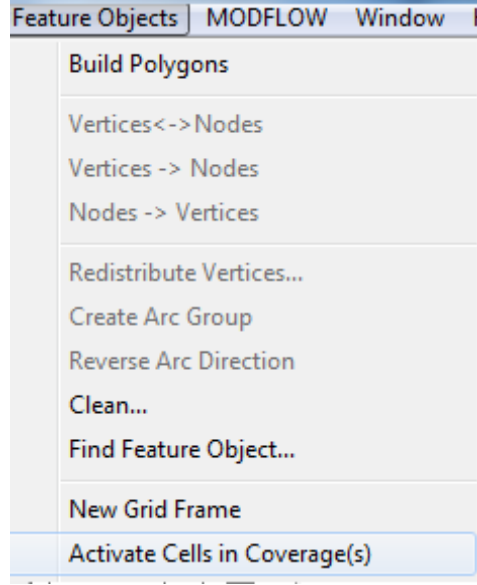 Feature Objects MODFLOW Window
Build Polygons
Vertices<->Nodes
Vertices -> Nodes
Nodes -> Vertices
Redistribute Vertices...
Create Arc Group
Reverse Arc Direction
Clean...
Find Feature Object...
New Grid Frame
Activate Cells in Coverage(s)